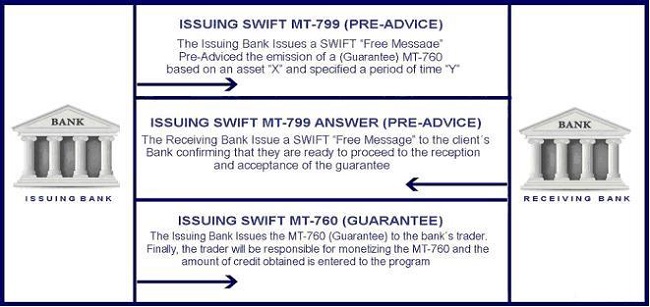 ISSUING SWIFT MT-799 (PRE-ADVICE)
The Issuing Bank Issues a SWIFT "Free Message"
Pre-Adviced the emission of a (Guarantee) MT-760
based on an asset "X" and specified a period of time "Y"
BANK
ISSUING BANK
ISSUING SWIFT MT-799 ANSWER (PRE-ADVICE)
The Receiving Bank Issue a SWIFT "Free Message" to the client´s
Bank confirming that they are ready to proceed to the reception
and acceptance of the guarantee
BANK
RECEIVING BANK
ISSUING SWIFT MT-760 (GUARANTEE)
The Issuing Bank Issues the MT-760 (Guarantee) to the bank´s trader.
Finally, the trader will be responsible for monetizing the MT-760 and the
amount of credit obtained is entered to the program